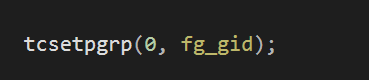 tcsetpgrp(0, fg_gid);